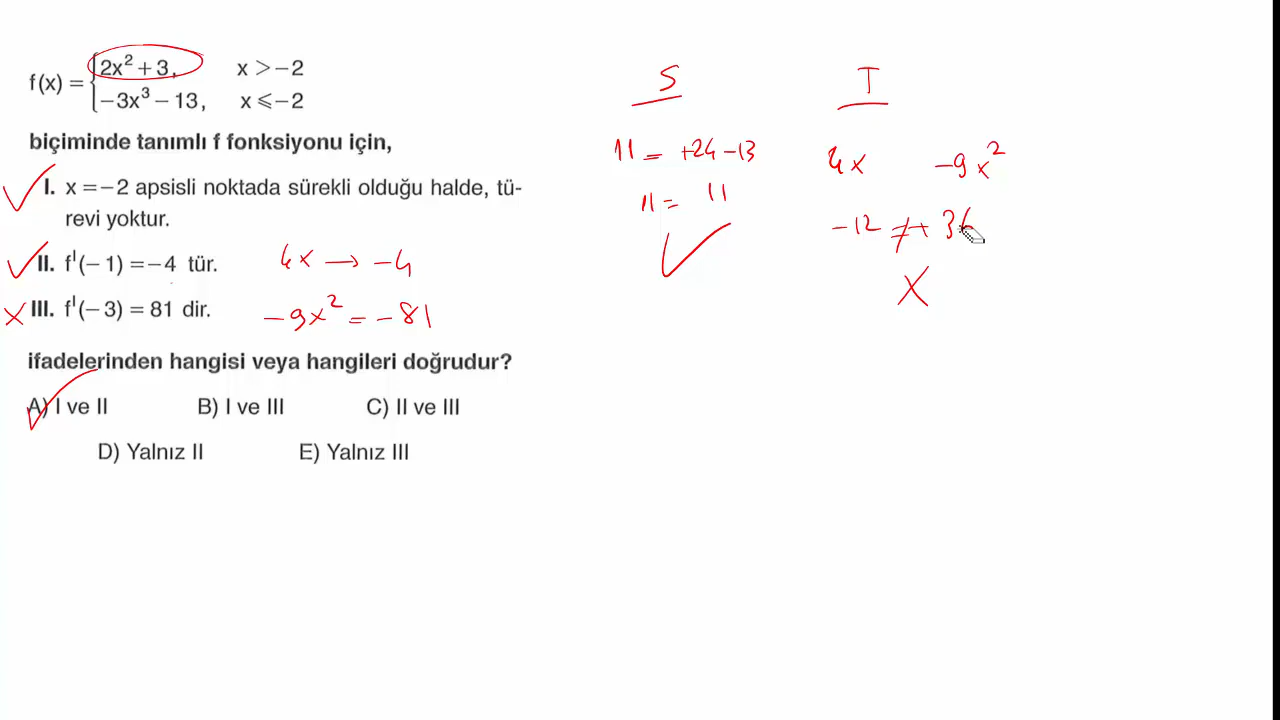 f(x) = { 2x² + 3, x > −2
−3x³ − 13, x ⩽ −2
biçiminde tanımlı f fonksiyonu için,
I. x = −2 apsisli noktada sürekli olduğu halde, tü-
revi yoktur.
II. f'(−1) = −4 tür. 4x → −4
III. f'(−3) = 81 dir. −9x² = −81
ifadelerinden hangisi veya hangileri doğrudur?
A) I ve II B) I ve III C) II ve III
D) Yalnız II E) Yalnız III
S
11 = +24 −13
11 = 11
T
4x −9x²
−12 ≠ + 36
X